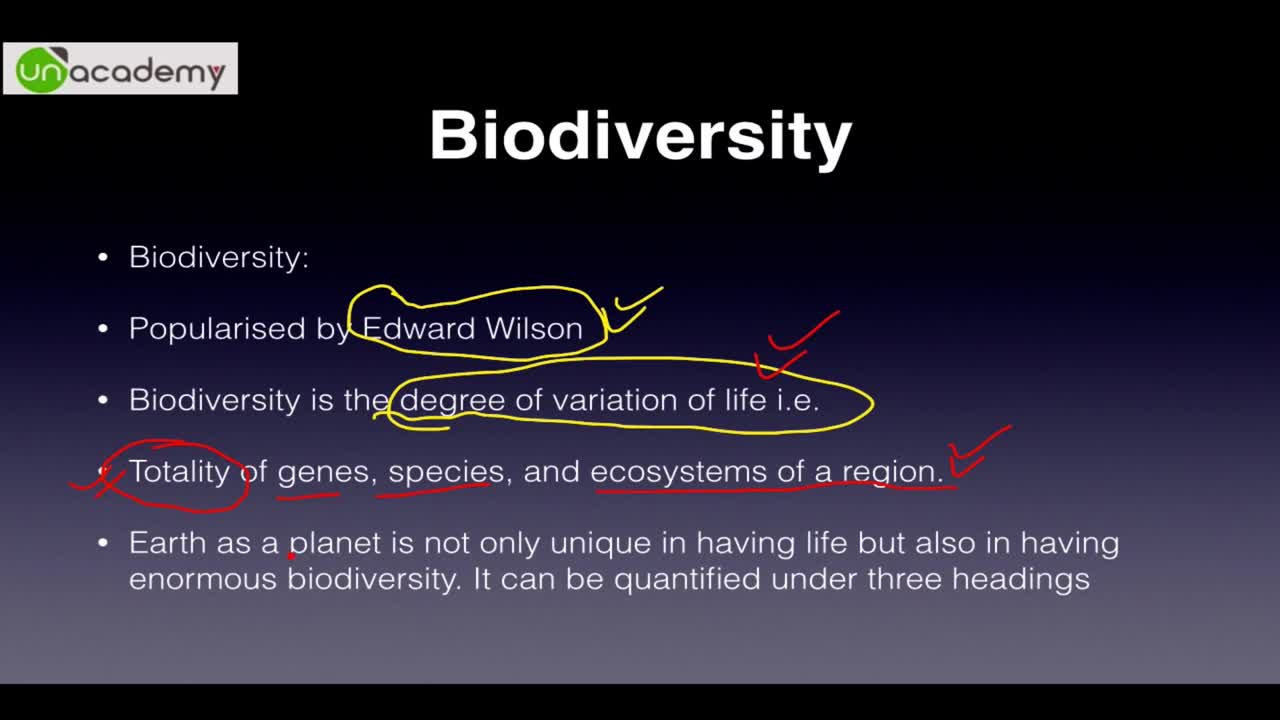 unacademy
Biodiversity
• Biodiversity:
• Popularised by Edward Wilson
• Biodiversity is the degree of variation of life i.e.
• Totality of genes, species, and ecosystems of a region.
• Earth as a planet is not only unique in having life but also in having
enormous biodiversity. It can be quantified under three headings